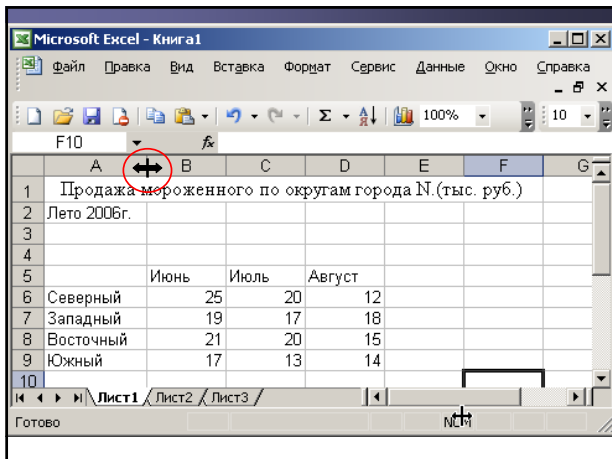 Microsoft Excel - Книга1
Файл Правка Вид Вставка Формат Сервис Данные Окно Справка
Σ 100% 10
F10 fx
A B C D E F G
1 Продажа мороженного по округам города N.(тыс. руб.)
2 Лето 2006г.
3
4
5 Июнь Июль Август
6 Северный 25 20 12
7 Западный 19 17 18
8 Восточный 21 20 15
9 Южный 17 13 14
10
Лист1 Лист2 Лист3
Готово NUM